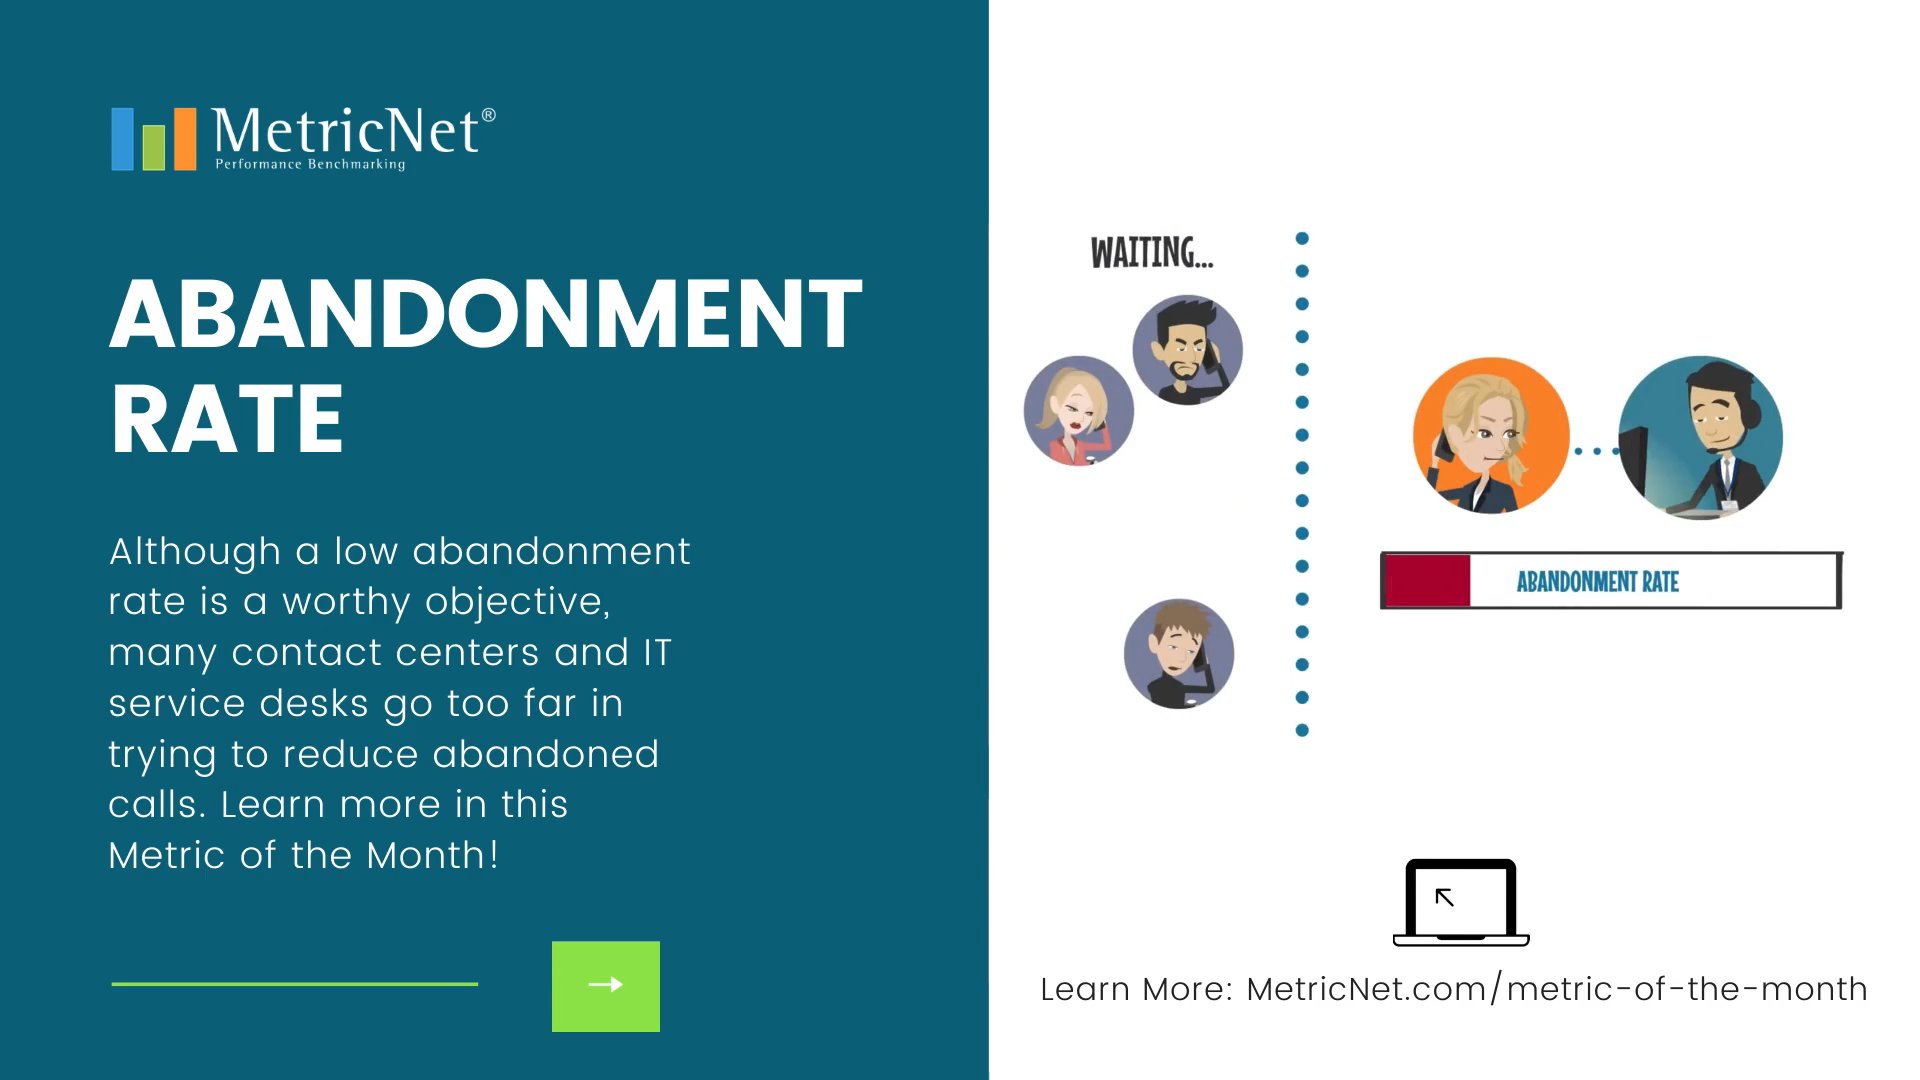 MetricNet®
Performance Benchmarking
ABANDONMENT
RATE
Although a low abandonment
rate is a worthy objective,
many contact centers and IT
service desks go too far in
trying to reduce abandoned
calls. Learn more in this
Metric of the Month!
WAITING...
ABANDONMENT RATE
Learn More: MetricNet.com/metric-of-the-month